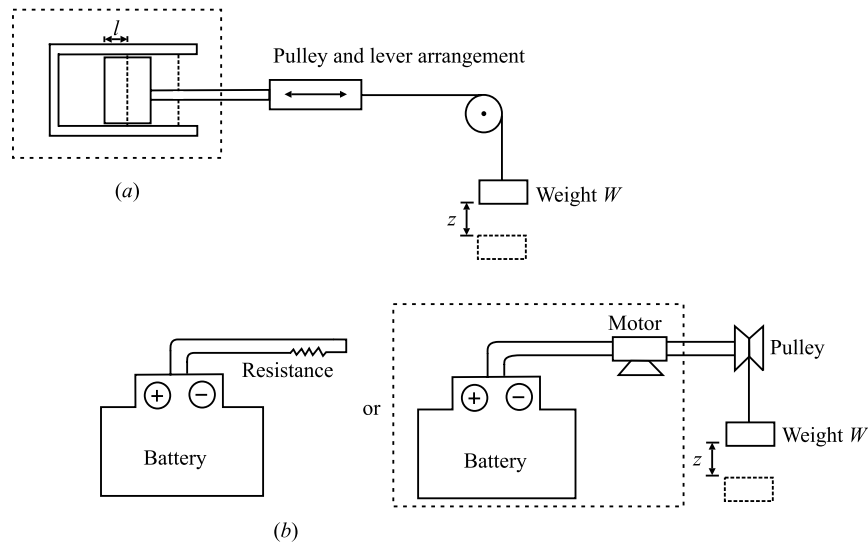 l
Pulley and lever arrangement
(a)
Weight W
z
Resistance
+ −
Battery
or
Motor
Pulley
+ −
Battery
Weight W
z
(b)